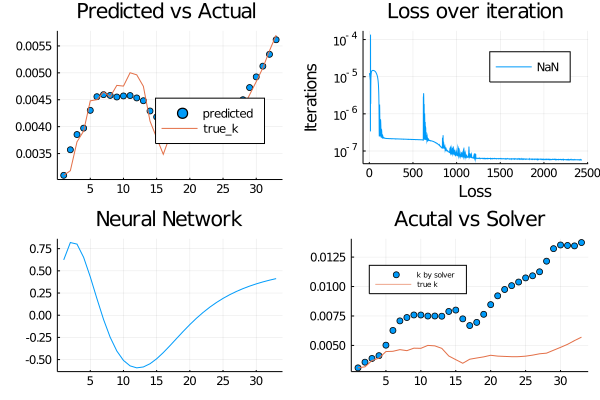 Predicted vs Actual
0.0055
0.0050
0.0045
0.0040
0.0035
predicted
true_k
5 10 15 20 25 30
Loss over iteration
Iterations
10⁻⁴
10⁻⁵
10⁻⁶
10⁻⁷
NaN
0 500 1000 1500 2000 2500
Loss
Neural Network
0.75
0.50
0.25
0.00
-0.25
-0.50
5 10 15 20 25 30
Acutal vs Solver
0.0125
0.0100
0.0075
0.0050
k by solver
true k
5 10 15 20 25 30